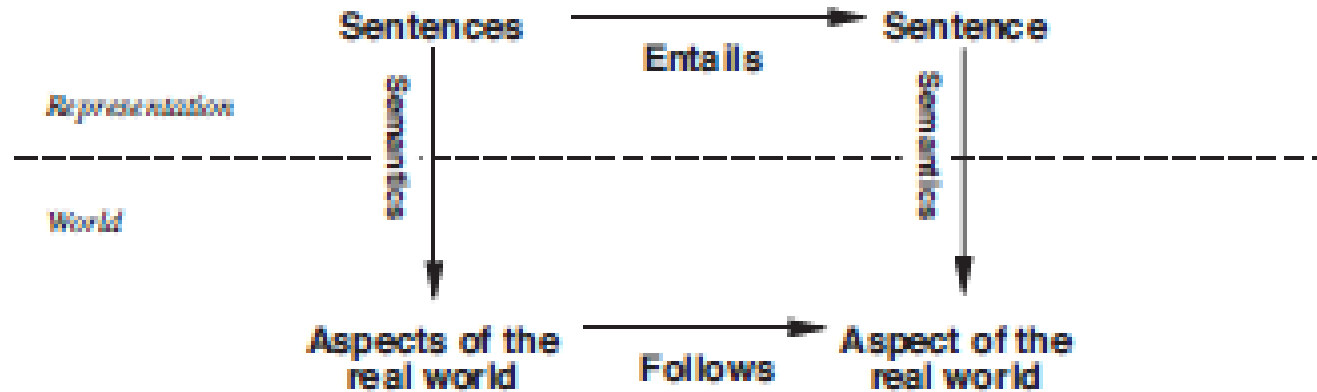 Sentences
Entails
Sentence
Representation
Semantics
Semantics
World
Aspects of the
real world
Follows
Aspect of the
real world